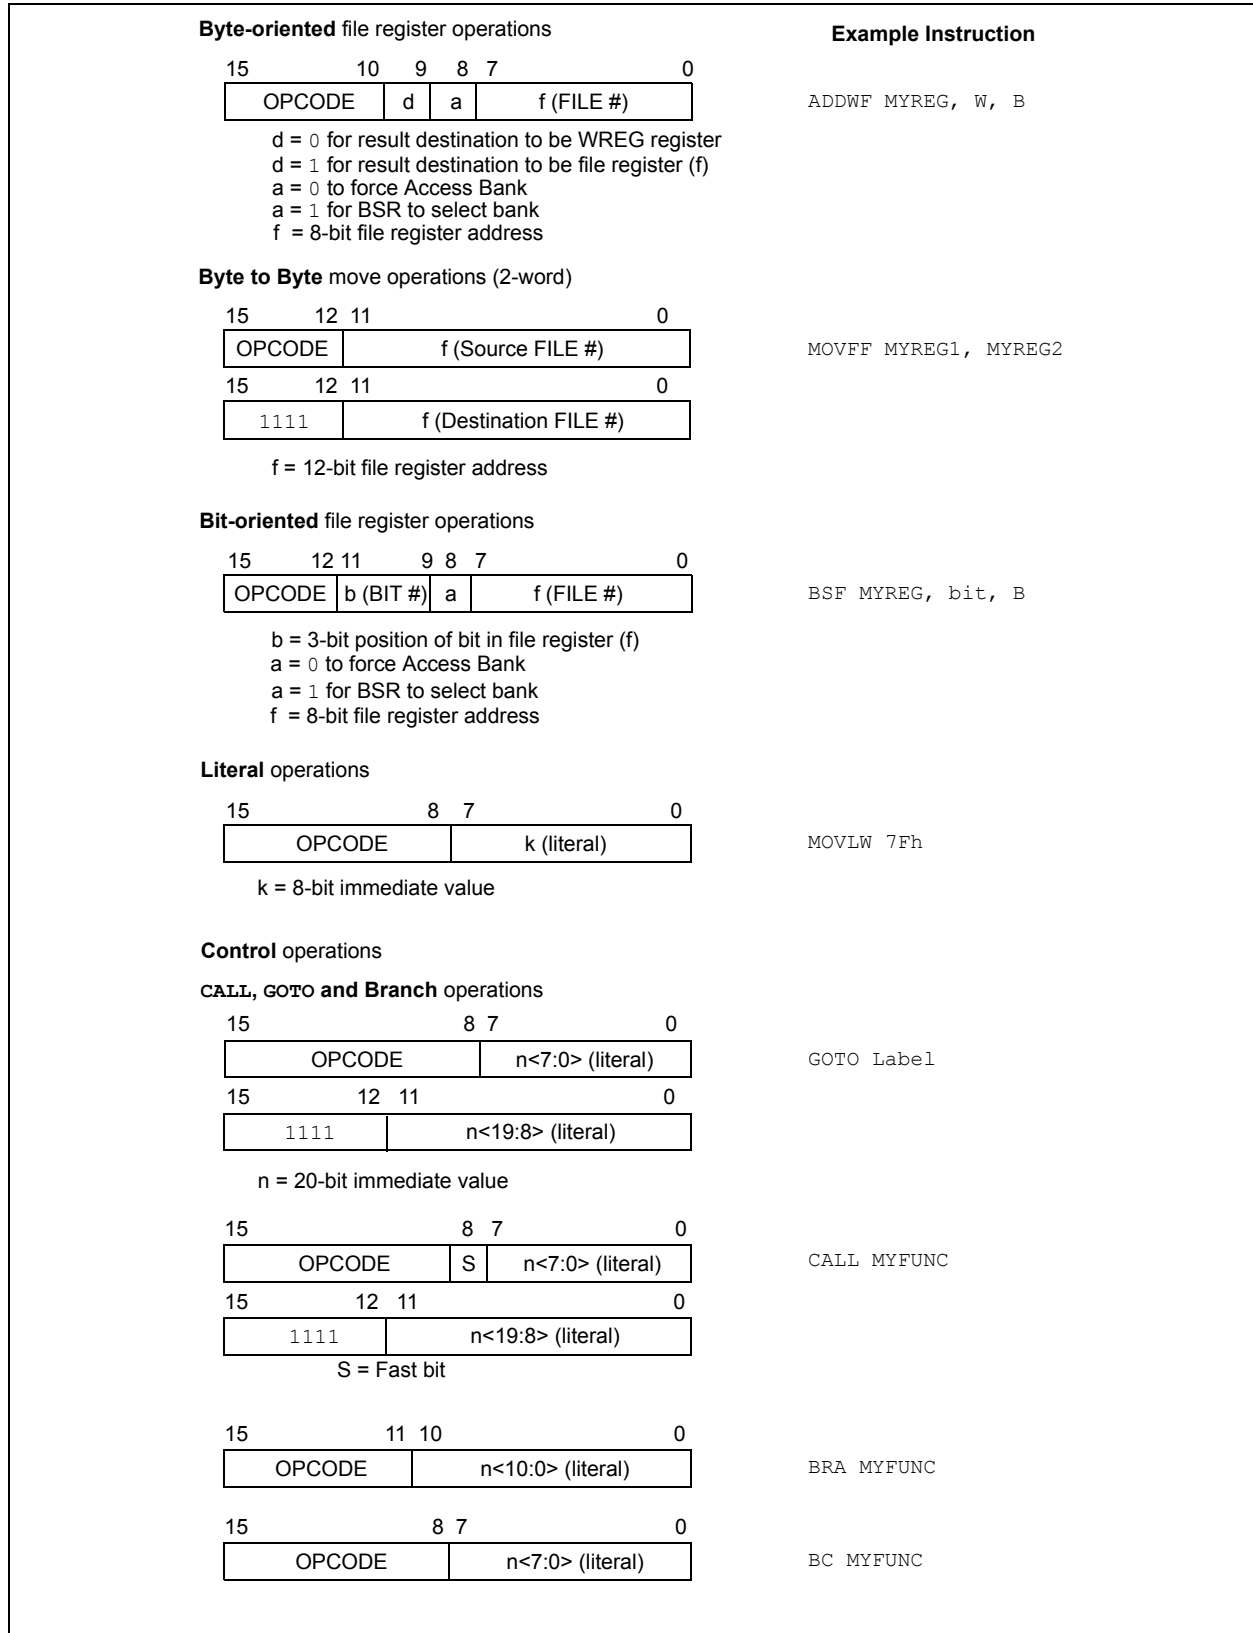 Byte-oriented file register operations
Example Instruction
15 10 9 8 7 0
OPCODE d a f (FILE #)
ADDWF MYREG, W, B
d = 0 for result destination to be WREG register
d = 1 for result destination to be file register (f)
a = 0 to force Access Bank
a = 1 for BSR to select bank
f = 8-bit file register address
Byte to Byte move operations (2-word)
15 12 11 0
OPCODE f (Source FILE #)
MOVFF MYREG1, MYREG2
15 12 11 0
1111 f (Destination FILE #)
f = 12-bit file register address
Bit-oriented file register operations
15 12 11 9 8 7 0
OPCODE b (BIT #) a f (FILE #)
BSF MYREG, bit, B
b = 3-bit position of bit in file register (f)
a = 0 to force Access Bank
a = 1 for BSR to select bank
f = 8-bit file register address
Literal operations
15 8 7 0
OPCODE k (literal)
MOVLW 7Fh
k = 8-bit immediate value
Control operations
CALL, GOTO and Branch operations
15 8 7 0
OPCODE n<7:0> (literal)
GOTO Label
15 12 11 0
1111 n<19:8> (literal)
n = 20-bit immediate value
15 8 7 0
OPCODE S n<7:0> (literal)
CALL MYFUNC
15 12 11 0
1111 n<19:8> (literal)
S = Fast bit
15 11 10 0
OPCODE n<10:0> (literal)
BRA MYFUNC
15 8 7 0
OPCODE n<7:0> (literal)
BC MYFUNC